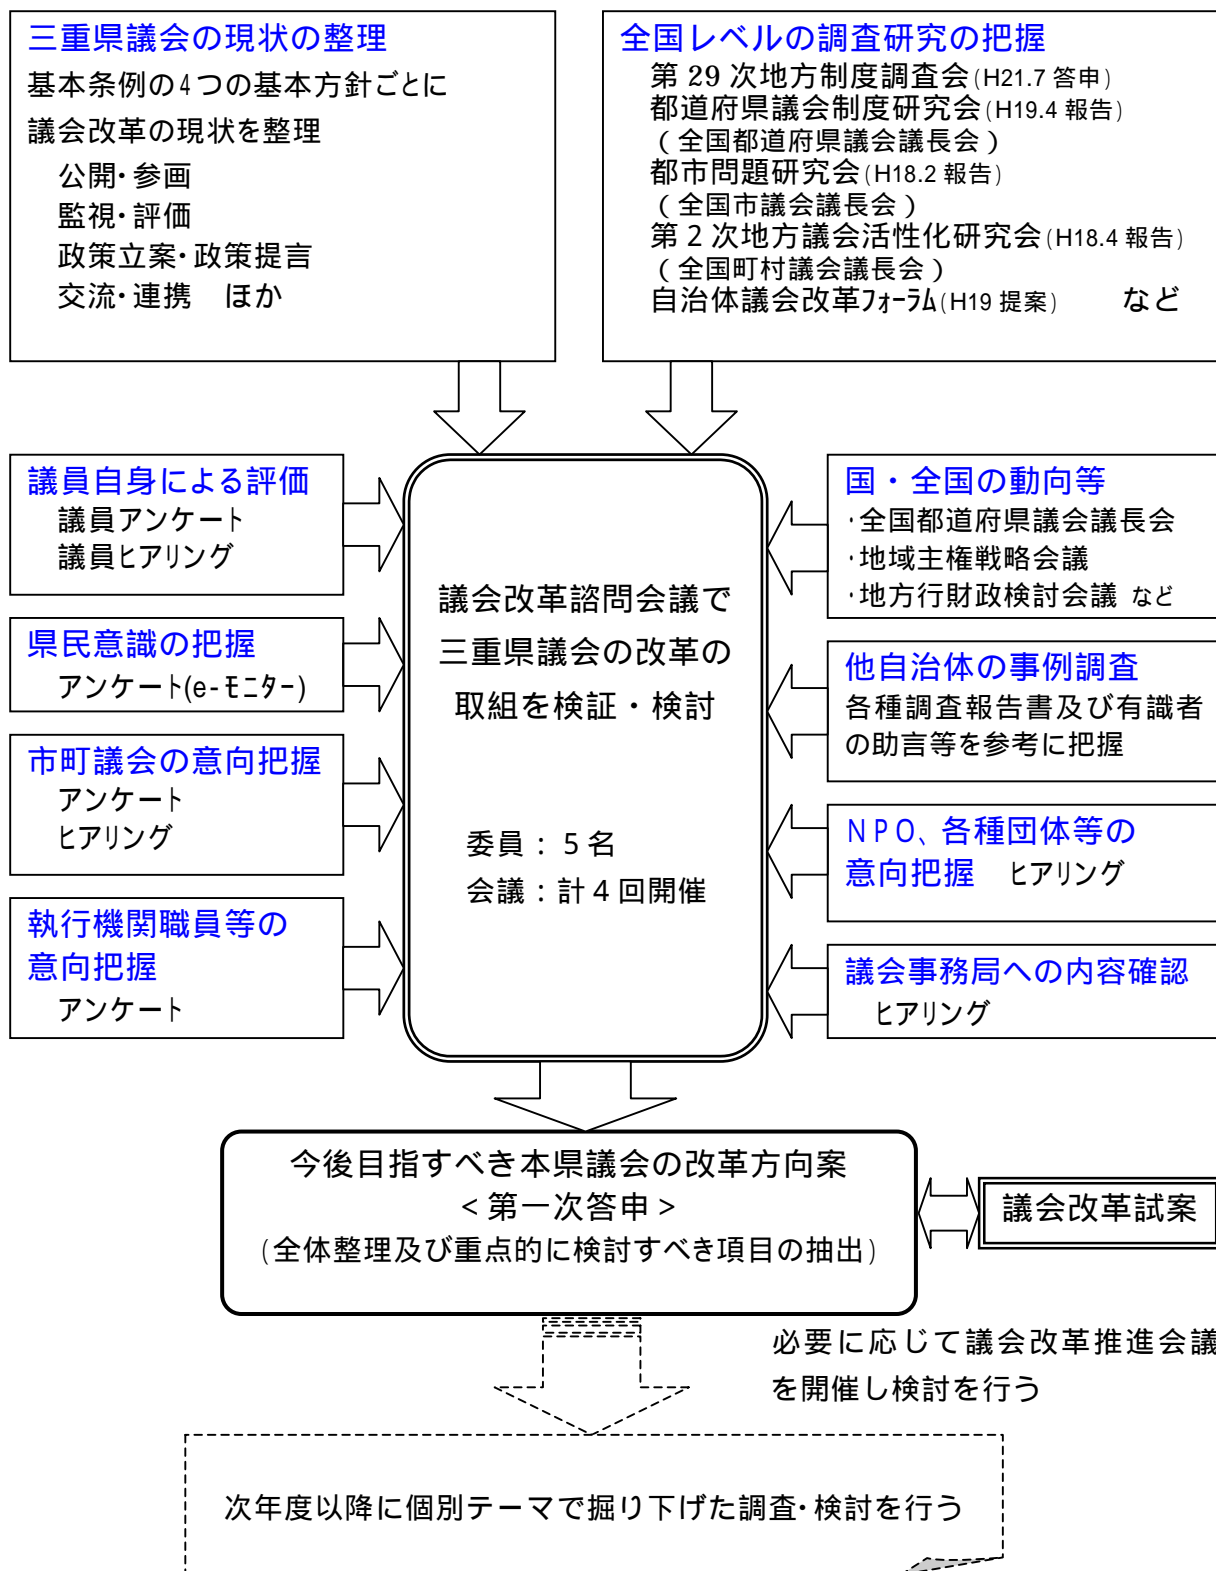 三重県議会の現状の整理
基本条例の4つの基本方針ごとに
議会改革の現状を整理
公開・参画
監視・評価
政策立案・政策提言
交流・連携　ほか
全国レベルの調査研究の把握
第 29 次地方制度調査会(H21.7 答申)
都道府県議会制度研究会(H19.4 報告)
（全国都道府県議会議長会）
都市問題研究会(H18.2 報告)
（全国市議会議長会）
第２次地方議会活性化研究会(H18.4 報告)
（全国町村議会議長会）
自治体議会改革ﾌｫｰﾗﾑ(H19 提案)　など
議員自身による評価
議員アンケート
議員ヒアリング
県民意識の把握
アンケート(e-ﾓﾆﾀｰ)
市町議会の意向把握
アンケート
ヒアリング
執行機関職員等の
意向把握
アンケート
議会改革諮問会議で
三重県議会の改革の
取組を検証・検討
委員：５名
会議：計４回開催
国・全国の動向等
・全国都道府県議会議長会
・地域主権戦略会議
・地方行財政検討会議 など
他自治体の事例調査
各種調査報告書及び有識者
の助言等を参考に把握
ＮＰＯ、各種団体等の
意向把握　ヒアリング
議会事務局への内容確認
ヒアリング
今後目指すべき本県議会の改革方向案
＜第一次答申＞
(全体整理及び重点的に検討すべき項目の抽出)
議会改革試案
必要に応じて議会改革推進会議
を開催し検討を行う
次年度以降に個別テーマで掘り下げた調査・検討を行う